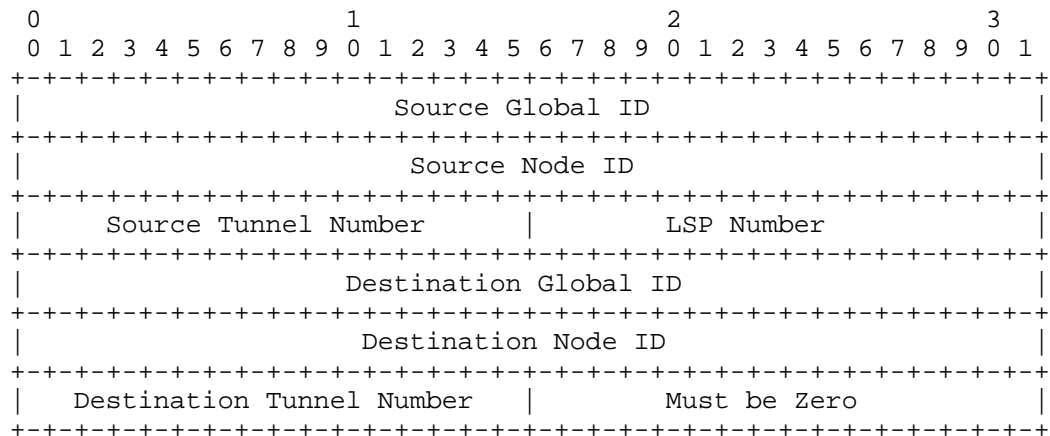 0                   1                   2                   3
0 1 2 3 4 5 6 7 8 9 0 1 2 3 4 5 6 7 8 9 0 1 2 3 4 5 6 7 8 9 0 1
+-+-+-+-+-+-+-+-+-+-+-+-+-+-+-+-+-+-+-+-+-+-+-+-+-+-+-+-+-+-+-+-+
|                       Source Global ID                        |
+-+-+-+-+-+-+-+-+-+-+-+-+-+-+-+-+-+-+-+-+-+-+-+-+-+-+-+-+-+-+-+-+
|                        Source Node ID                         |
+-+-+-+-+-+-+-+-+-+-+-+-+-+-+-+-+-+-+-+-+-+-+-+-+-+-+-+-+-+-+-+-+
|     Source Tunnel Number      |        LSP Number             |
+-+-+-+-+-+-+-+-+-+-+-+-+-+-+-+-+-+-+-+-+-+-+-+-+-+-+-+-+-+-+-+-+
|                    Destination Global ID                      |
+-+-+-+-+-+-+-+-+-+-+-+-+-+-+-+-+-+-+-+-+-+-+-+-+-+-+-+-+-+-+-+-+
|                     Destination Node ID                       |
+-+-+-+-+-+-+-+-+-+-+-+-+-+-+-+-+-+-+-+-+-+-+-+-+-+-+-+-+-+-+-+-+
|   Destination Tunnel Number   |        Must be Zero           |
+-+-+-+-+-+-+-+-+-+-+-+-+-+-+-+-+-+-+-+-+-+-+-+-+-+-+-+-+-+-+-+-+